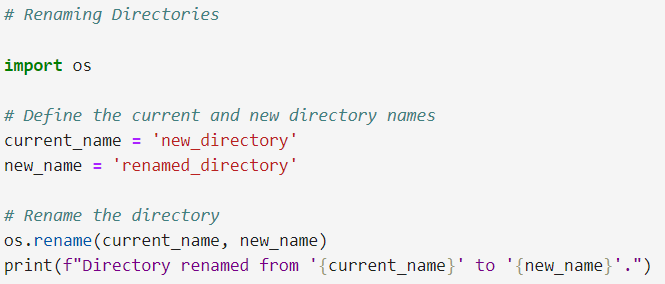 # Renaming Directories
import os
# Define the current and new directory names
current_name = 'new_directory'
new_name = 'renamed_directory'
# Rename the directory
os.rename(current_name, new_name)
print(f"Directory renamed from '{current_name}' to '{new_name}'.")